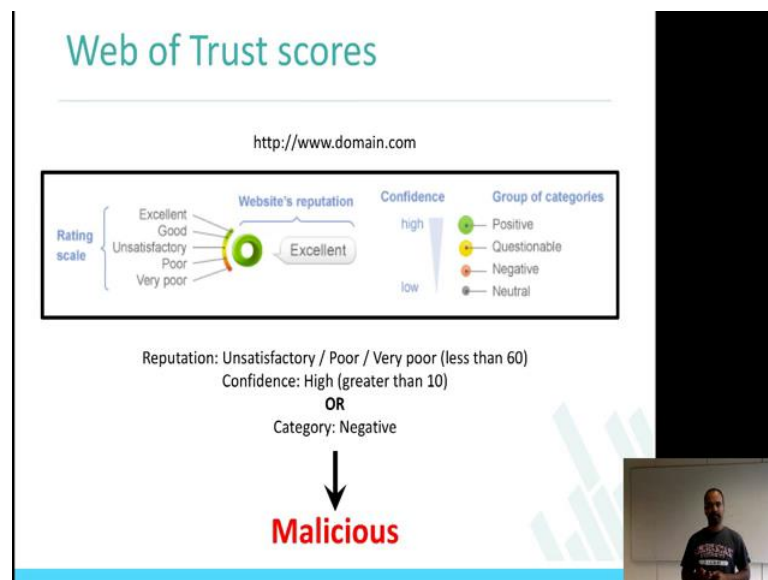 Web of Trust scores
http://www.domain.com
Rating scale
Excellent
Good
Unsatisfactory
Poor
Very poor
Website's reputation
Excellent
Confidence
high
low
Group of categories
Positive
Questionable
Negative
Neutral
Reputation: Unsatisfactory / Poor / Very poor (less than 60)
Confidence: High (greater than 10)
OR
Category: Negative
Malicious